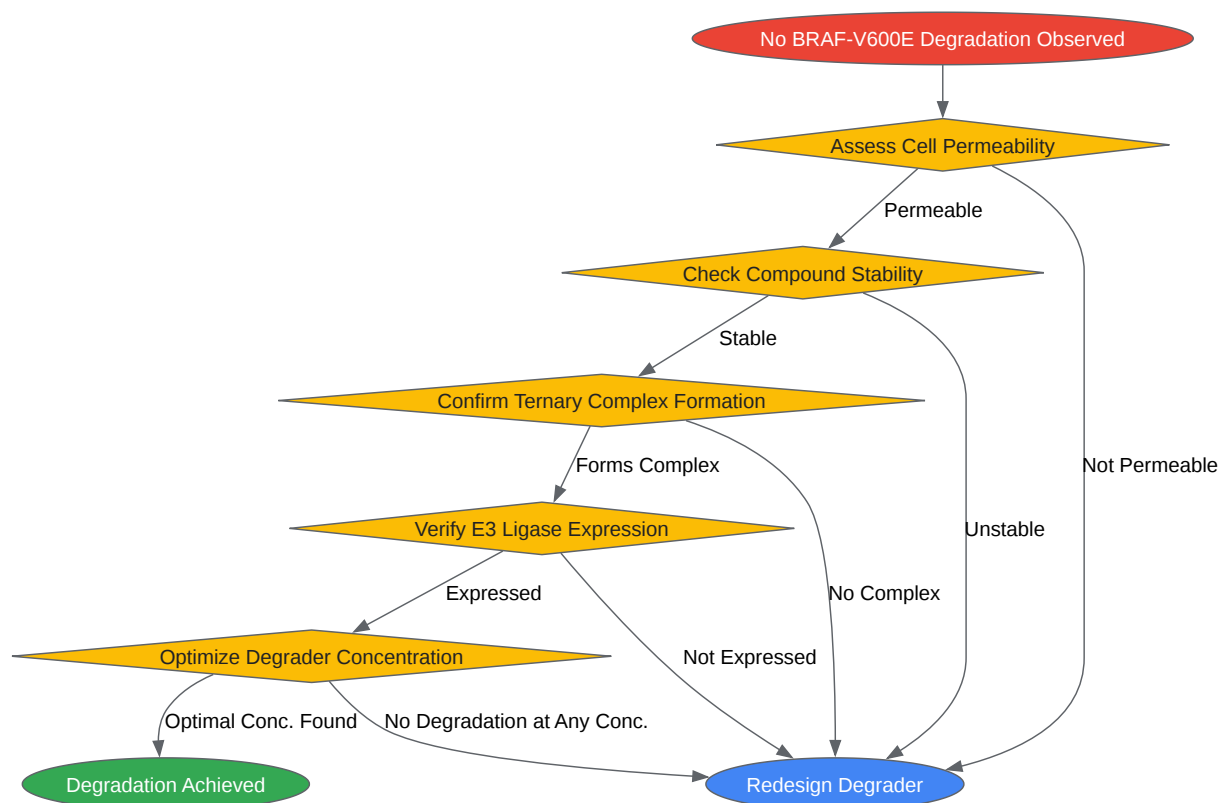 No BRAF-V600E Degradation Observed
Assess Cell Permeability
Permeable
Check Compound Stability
Stable
Confirm Ternary Complex Formation
Forms Complex
Not Permeable
Verify E3 Ligase Expression
Unstable
Expressed
No Complex
Optimize Degrader Concentration
Not Expressed
Optimal Conc. Found
No Degradation at Any Conc.
Degradation Achieved
Redesign Degrader